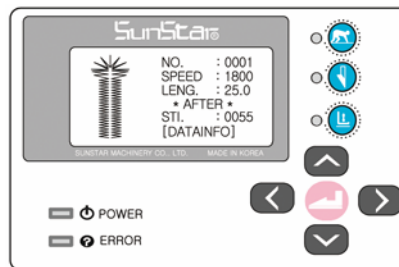 SunStar®
NO. : 0001
SPEED : 1800
LENG. : 25.0
* AFTER *
STI. : 0055
[DATAINFO]
SUNSTAR MACHINERY CO., LTD. MADE IN KOREA
POWER
? ERROR